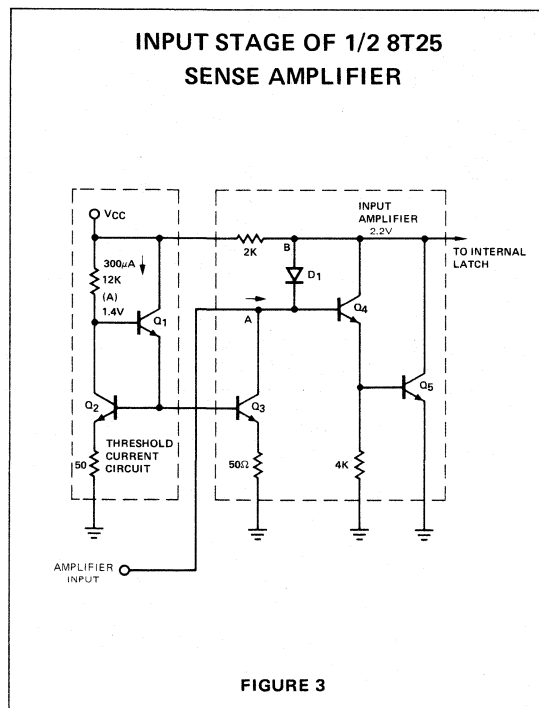 INPUT STAGE OF 1/2 8T25
SENSE AMPLIFIER
VCC
300µA
12K
(A)
1.4V
Q1
Q2
50
THRESHOLD
CURRENT
CIRCUIT
2K
B
INPUT
AMPLIFIER
2.2V
TO INTERNAL
LATCH
D1
A
Q4
Q3
Q5
50Ω
4K
AMPLIFIER
INPUT
FIGURE 3